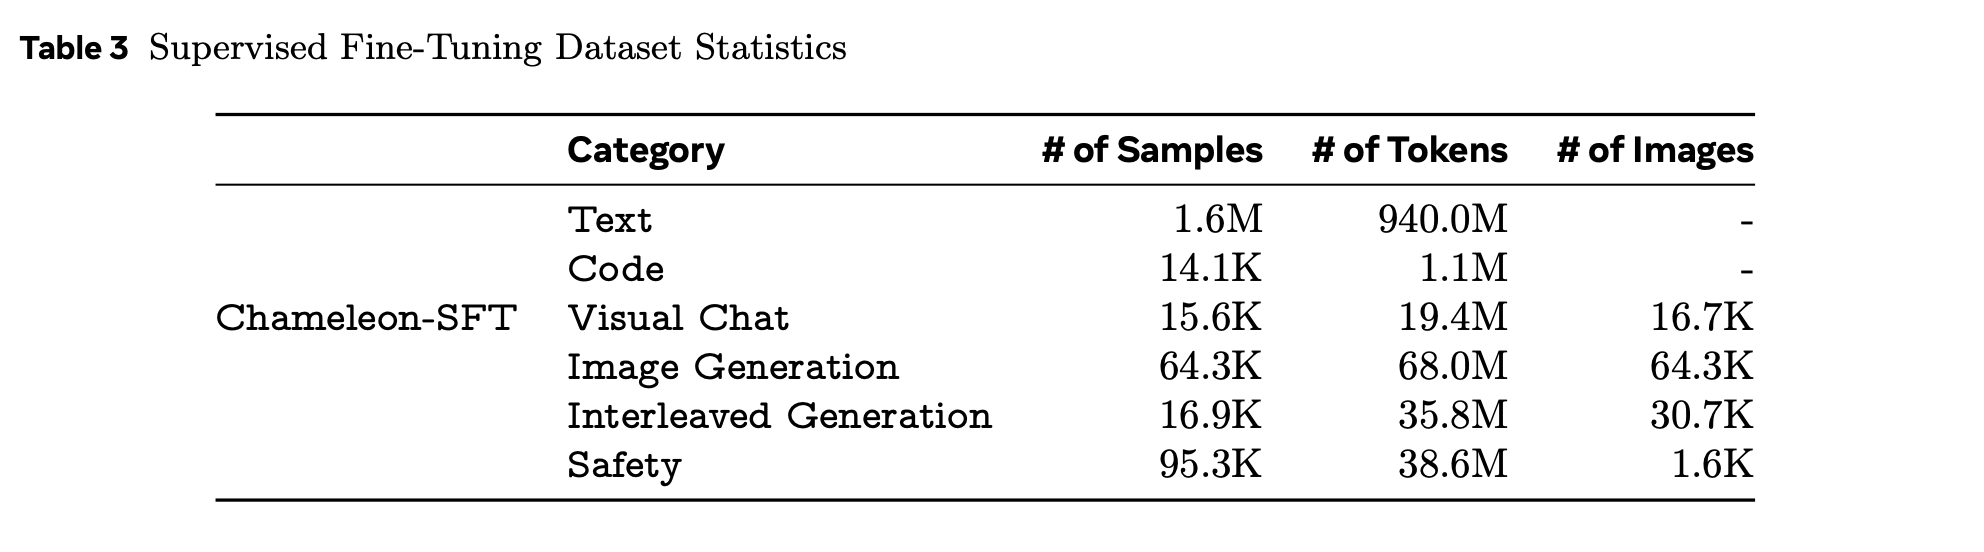 Table 3 Supervised Fine-Tuning Dataset Statistics
Category # of Samples # of Tokens # of Images
Text 1.6M 940.0M -
Code 14.1K 1.1M -
Chameleon-SFT Visual Chat 15.6K 19.4M 16.7K
Image Generation 64.3K 68.0M 64.3K
Interleaved Generation 16.9K 35.8M 30.7K
Safety 95.3K 38.6M 1.6K